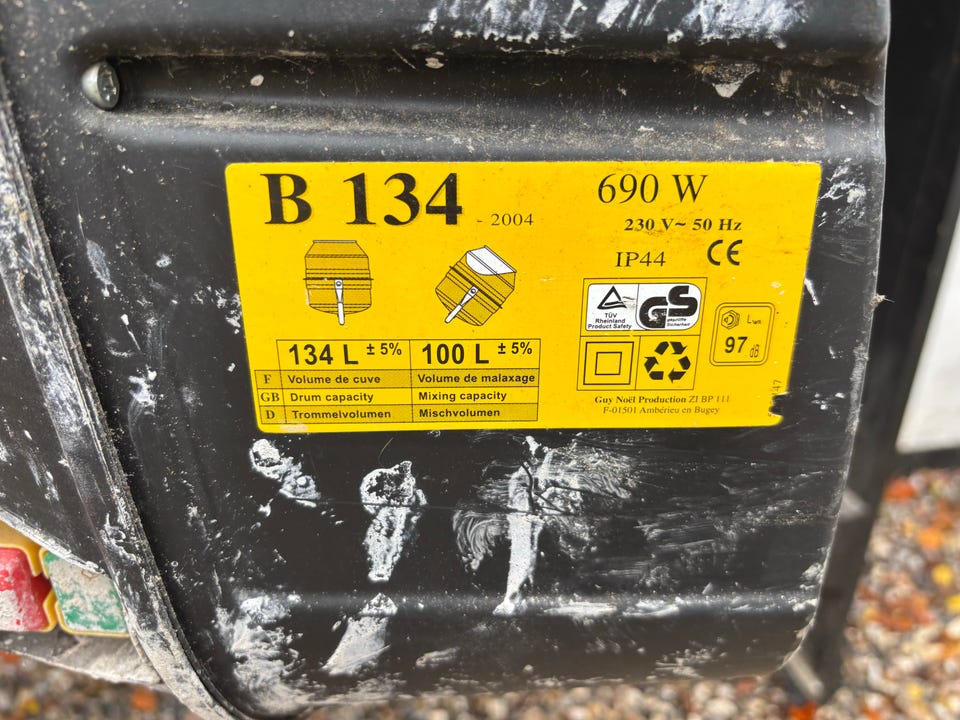 B 134 - 2004
690 W
230 V~ 50 Hz
IP44 CE
TÜV
Rheinland
Product Safety
GS
geprüfte
Sicherheit
LWA
97 dB
134 L ± 5% 100 L ± 5%
F Volume de cuve Volume de malaxage
GB Drum capacity Mixing capacity
D Trommelvolumen Mischvolumen
Guy Noël Production ZI BP 111
F-01501 Ambérieu en Bugey